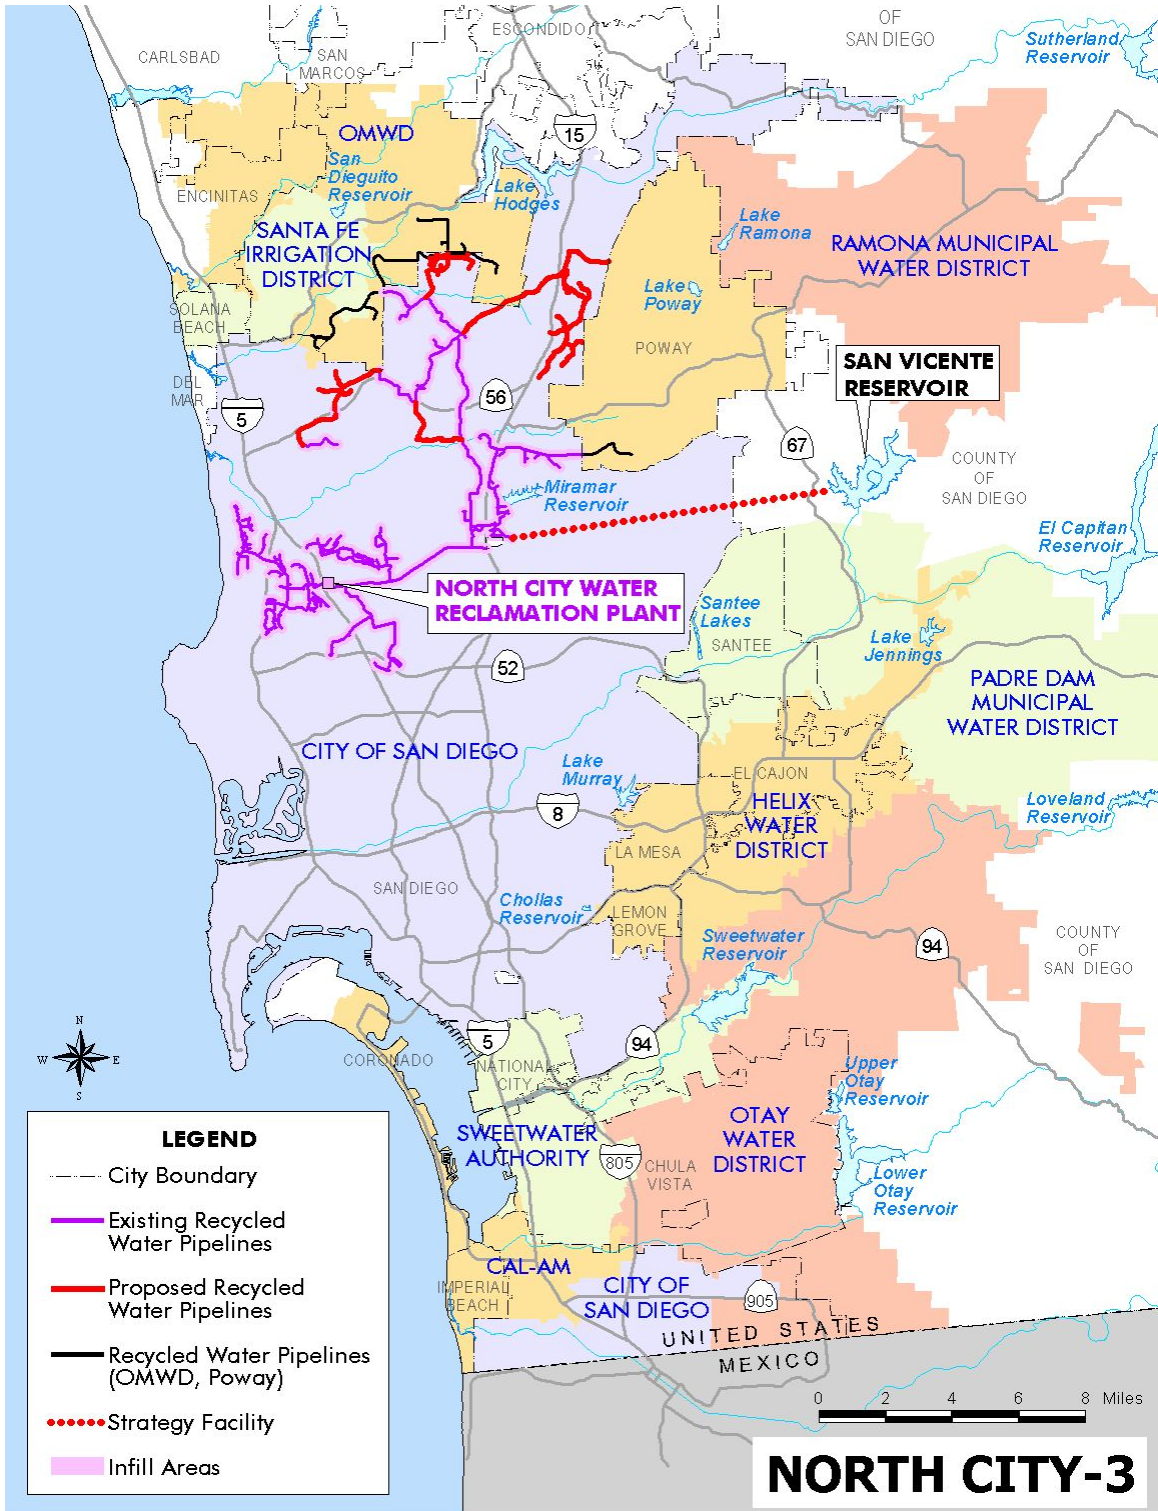 OF
SAN DIEGO
ESCONDIDO
CARLSBAD
SAN
MARCOS
Sutherland
Reservoir
15
OMWD
San
Dieguito
Reservoir
ENCINITAS
Lake
Hodges
SANTA FE
IRRIGATION
DISTRICT
Lake
Ramona
RAMONA MUNICIPAL
WATER DISTRICT
Lake
Poway
SOLANA
BEACH
POWAY
SAN VICENTE
RESERVOIR
DEL
MAR
5
56
67
COUNTY
OF
SAN DIEGO
Miramar
Reservoir
El Capitan
Reservoir
NORTH CITY WATER
RECLAMATION PLANT
Santee
Lakes
SANTEE
Lake
Jennings
52
PADRE DAM
MUNICIPAL
WATER DISTRICT
CITY OF SAN DIEGO
Lake
Murray
EL CAJON
HELIX
WATER
DISTRICT
Loveland
Reservoir
8
LA MESA
SAN DIEGO
Chollas
Reservoir
LEMON
GROVE
Sweetwater
Reservoir
94
COUNTY
OF
SAN DIEGO
N
W E
S
5
94
CORONADO
NATIONAL
CITY
Upper
Otay
Reservoir
OTAY
WATER
DISTRICT
SWEETWATER
AUTHORITY
805
CHULA
VISTA
Lower
Otay
Reservoir
CAL-AM
IMPERIAL
BEACH
CITY OF
SAN DIEGO
905
UNITED STATES
MEXICO
LEGEND
City Boundary
Existing Recycled
Water Pipelines
Proposed Recycled
Water Pipelines
Recycled Water Pipelines
(OMWD, Poway)
Strategy Facility
Infill Areas
0 2 4 6 8 Miles
NORTH CITY-3